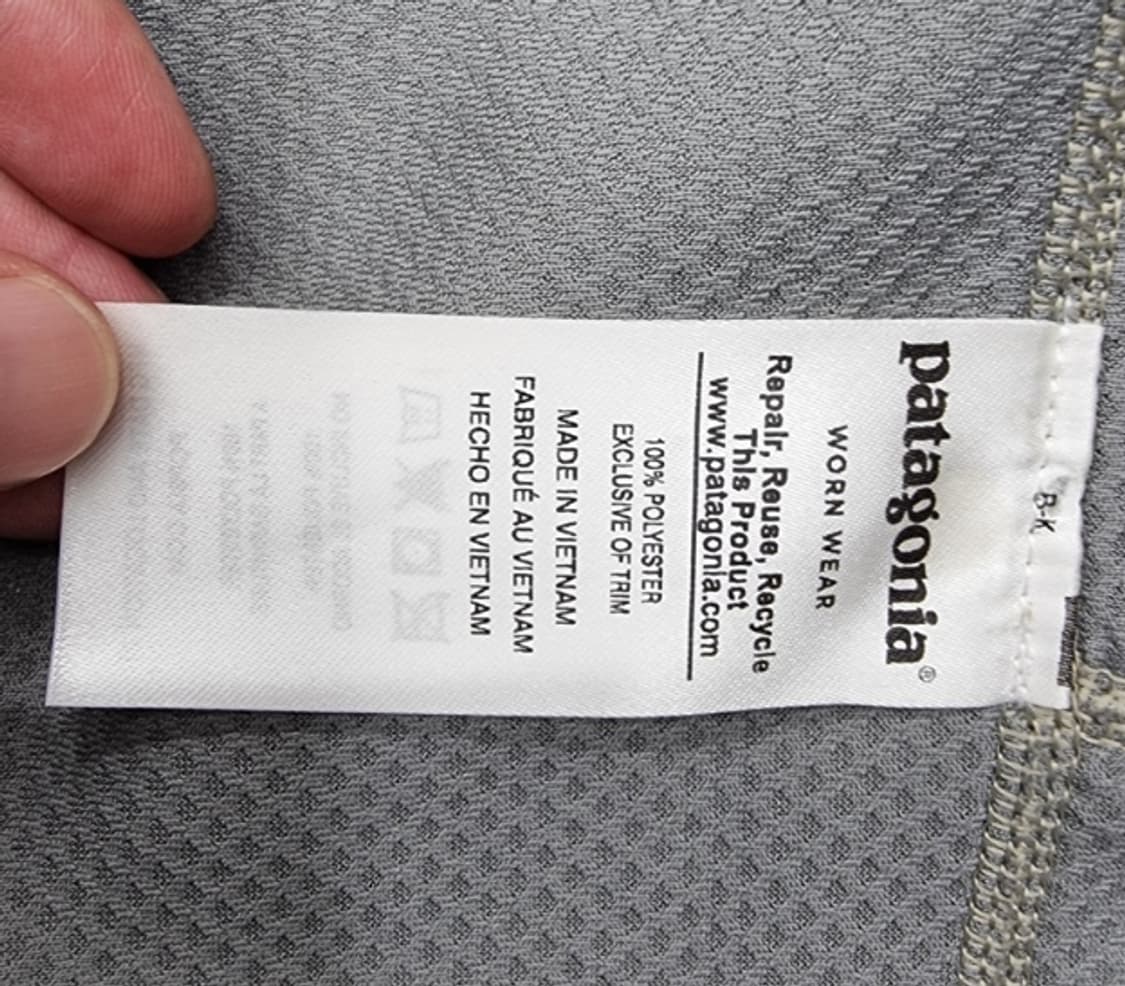 B-K
patagonia®
WORN WEAR
Repair, Reuse, Recycle
This Product
www.patagonia.com
100% POLYESTER
EXCLUSIVE OF TRIM
MADE IN VIETNAM
FABRIQUÉ AU VIETNAM
HECHO EN VIETNAM